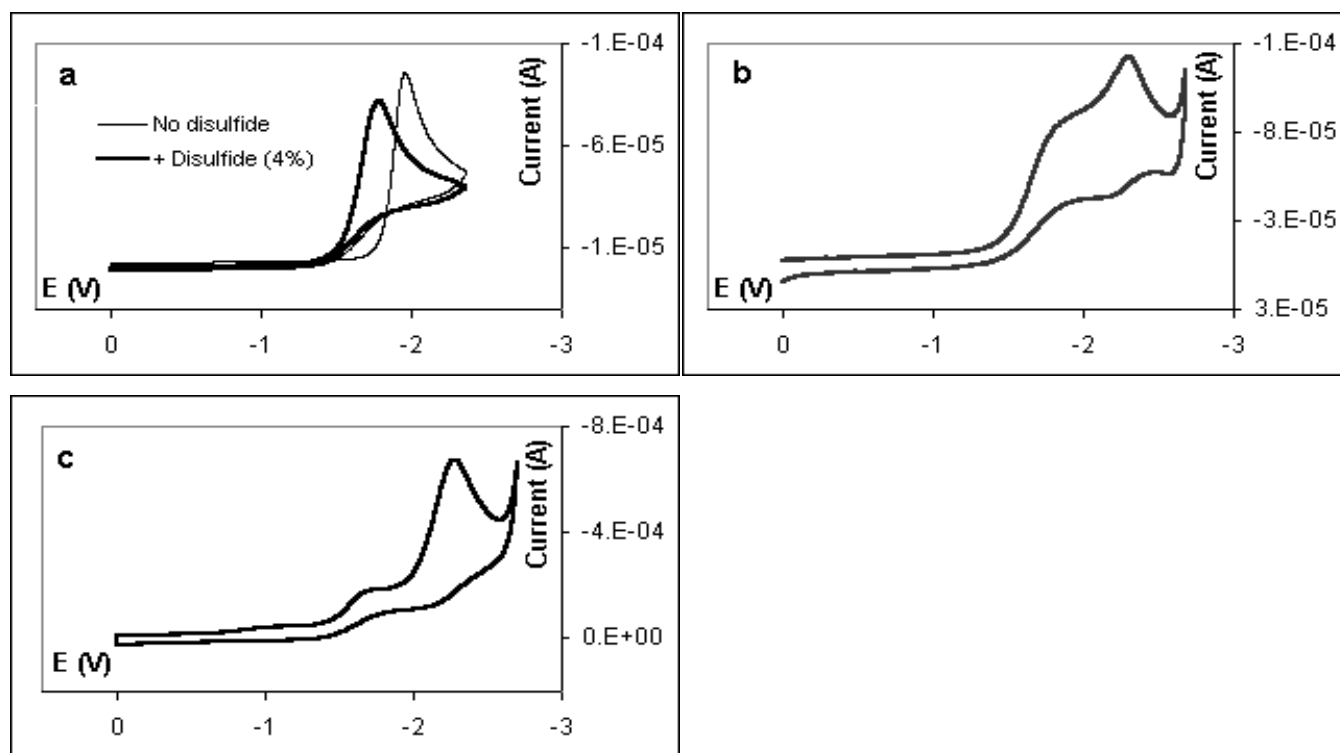 a
No disulfide
+ Disulfide (4%)
Current (A)
-1.E-04
-6.E-05
-1.E-05
E (V)
0
-1
-2
-3
b
Current (A)
-1.E-04
-8.E-05
-3.E-05
3.E-05
E (V)
0
-1
-2
-3
c
Current (A)
-8.E-04
-4.E-04
0.E+00
E (V)
0
-1
-2
-3